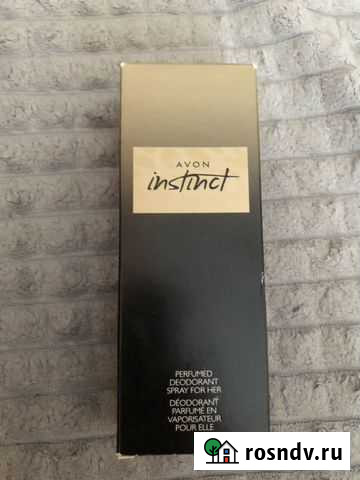 AVON
instinct
PERFUMED
DEODORANT
SPRAY FOR HER
DÉODORANT
PARFUMÉ EN
VAPORISATEUR
POUR ELLE
rosndv.ru